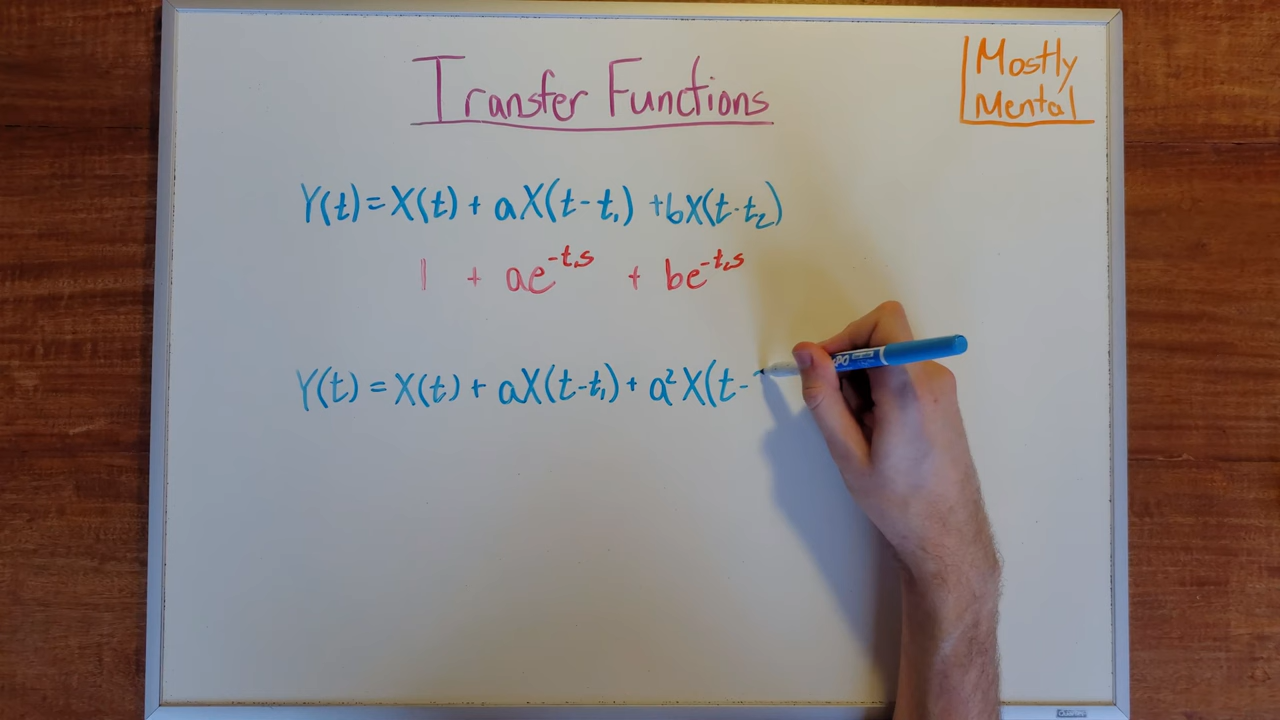 Transfer Functions
Mostly
Mental
Y(t) = X(t) + aX(t - t₁) + bX(t - t₂)
1 + ae^{-t₁s} + be^{-t₂s}
Y(t) = X(t) + aX(t - t₁) + a²X(t -